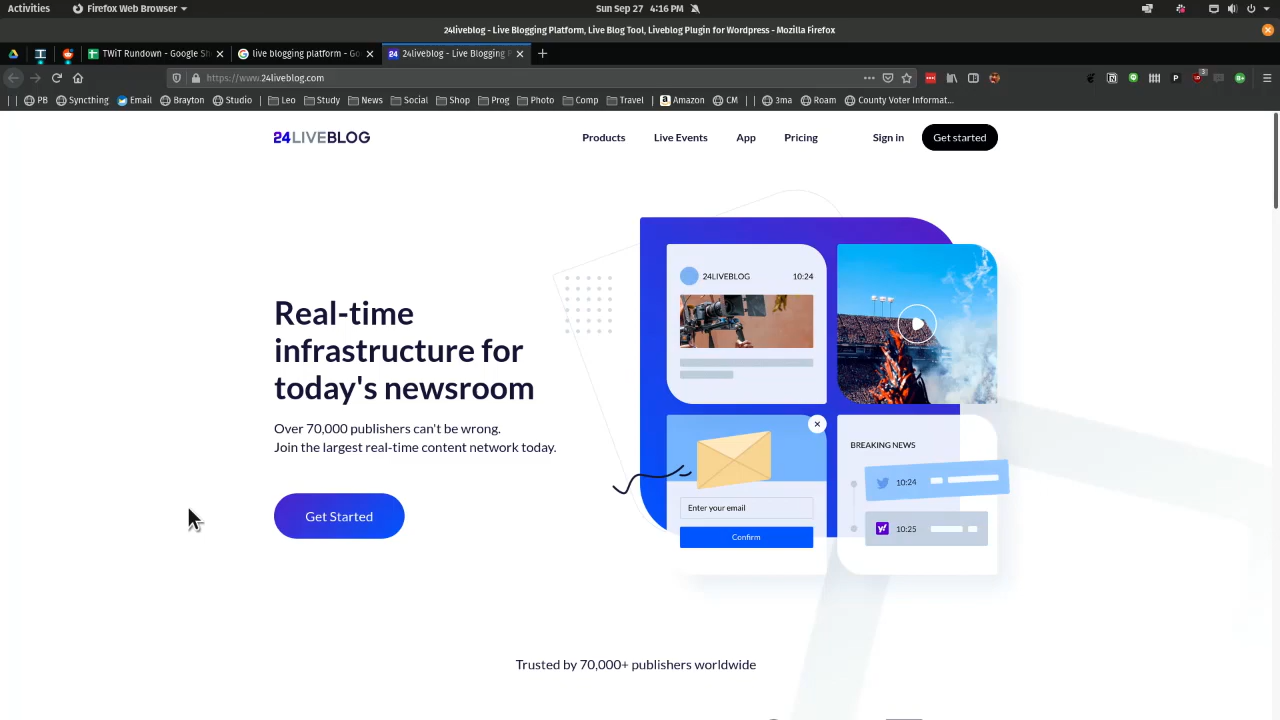 Activities
Firefox Web Browser
Sun Sep 27 4:16 PM
24liveblog - Live Blogging Platform, Live Blog Tool, Liveblog Plugin for Wordpress - Mozilla Firefox
TWiT Rundown - Google Sh
live blogging platform - Go
24liveblog - Live Blogging P
https://www.24liveblog.com
PB
Syncthing
Email
Brayton
Studio
Leo
Study
News
Social
Shop
Prog
Photo
Comp
Travel
Amazon
CM
3ma
Roam
County Voter Informat...
24LIVEBLOG
Products
Live Events
App
Pricing
Sign in
Get started
Real-time
infrastructure for
today's newsroom
Over 70,000 publishers can't be wrong.
Join the largest real-time content network today.
Get Started
24LIVEBLOG
10:24
Enter your email
Confirm
BREAKING NEWS
10:24
10:25
Trusted by 70,000+ publishers worldwide